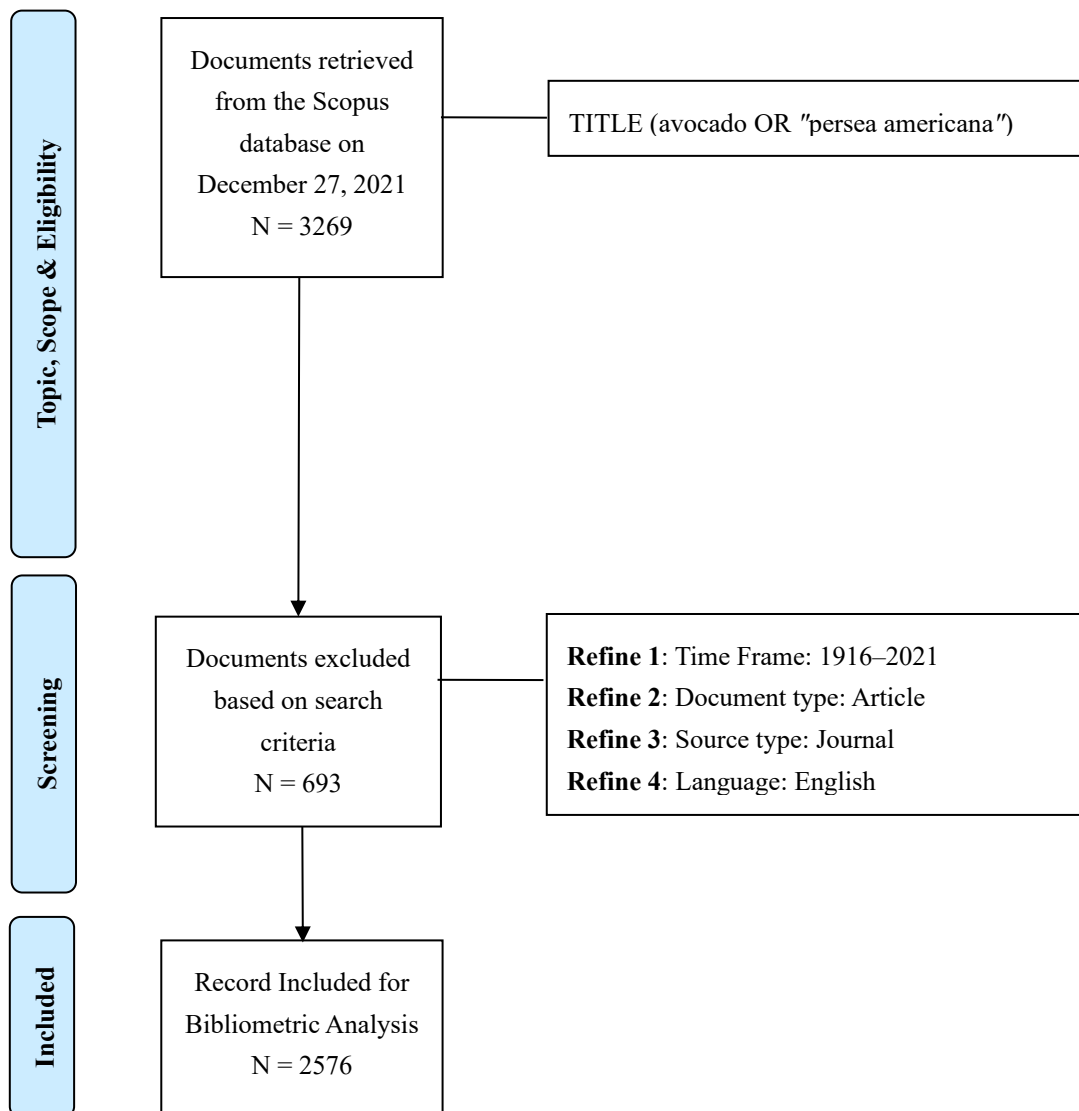 Topic, Scope & Eligibility
Documents retrieved
from the Scopus
database on
December 27, 2021
N = 3269
TITLE (avocado OR "persea americana")
Screening
Documents excluded
based on search
criteria
N = 693
Refine 1: Time Frame: 1916–2021
Refine 2: Document type: Article
Refine 3: Source type: Journal
Refine 4: Language: English
Included
Record Included for
Bibliometric Analysis
N = 2576